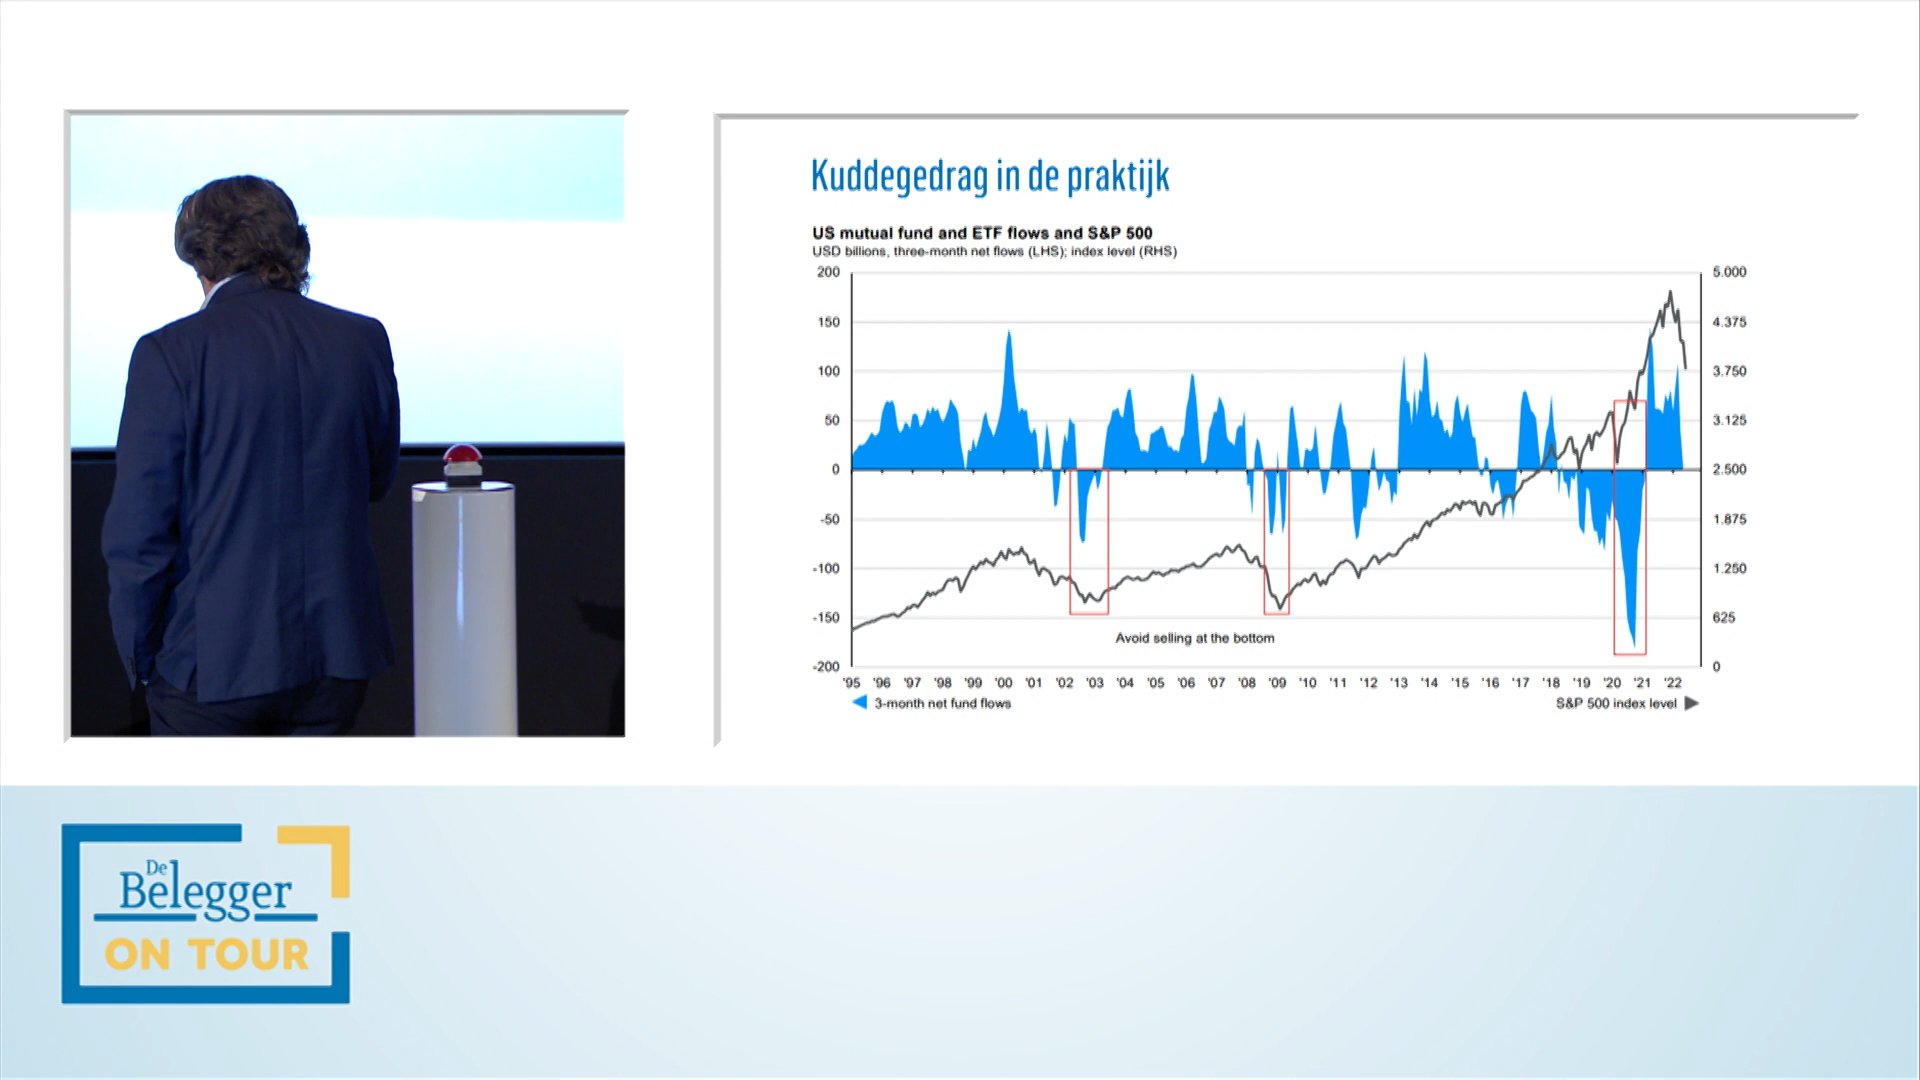 Kuddegedrag in de praktijk
US mutual fund and ETF flows and S&P 500
USD billions, three-month net flows (LHS); index level (RHS)
200 5.000
150 4.375
100 3.750
50 3.125
0 2.500
-50 1.875
-100 1.250
-150 625
Avoid selling at the bottom
-200 0
'95 '96 '97 '98 '99 '00 '01 '02 '03 '04 '05 '06 '07 '08 '09 '10 '11 '12 '13 '14 '15 '16 '17 '18 '19 '20 '21 '22
3-month net fund flows S&P 500 index level
De
Belegger
ON TOUR